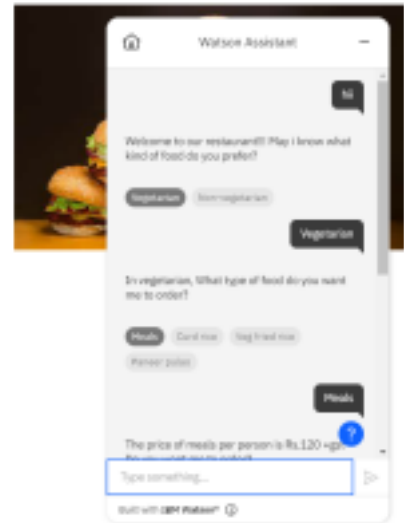 Watson Assistant
hi
Welcome to our restaurant!! May i know what
kind of food do you prefer?
Vegetarian Non-vegetarian
Vegetarian
In vegetarian, What type of food do you want
me to order?
Meals Curd rice Veg fried rice
Paneer pulao
Meals
?
The price of meals per person is Rs.120
Type something...
Built with IBM Watson®